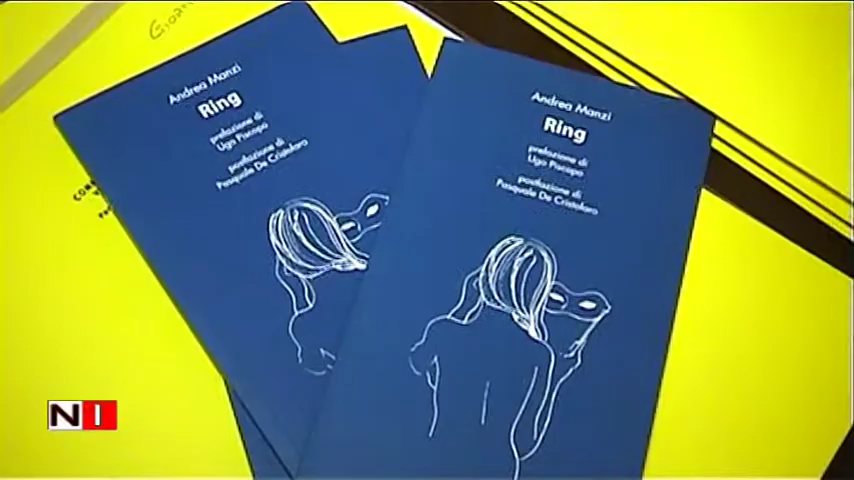 Andrea Manzi
Ring
prefazione di
Ugo Piscopo
postfazione di
Pasquale De Cristofaro
Andrea Manzi
Ring
prefazione di
Ugo Piscopo
postfazione di
Pasquale De Cristofaro
NI